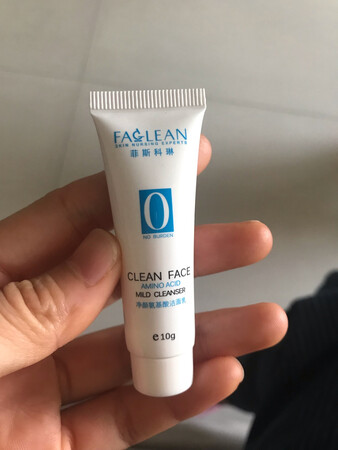 FACLEAN
SKIN NURSING EXPERTS
菲斯科琳
0
NO BURDEN
CLEAN FACE
AMINO ACID
MILD CLEANSER
净颜氨基酸洁面乳
e10g